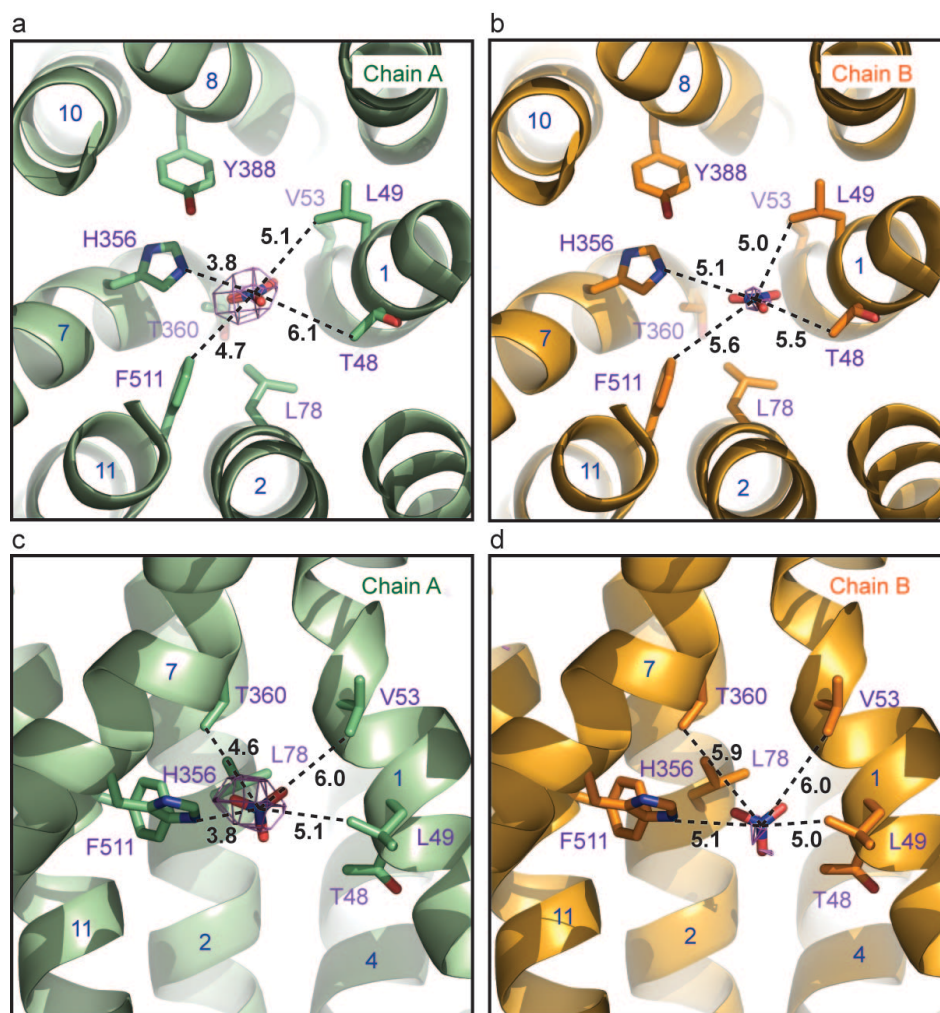 a
Chain A
8
10
Y388
V53
L49
H356
5.1
3.8
1
T360
7
6.1
4.7
T48
F511
L78
11
2
b
Chain B
8
10
Y388
V53
L49
H356
5.0
5.1
1
T360
7
5.5
5.6
T48
F511
L78
11
2
c
Chain A
7
T360
V53
4.6
L78
H356
6.0
1
F511
3.8
5.1
L49
T48
11
2
4
d
Chain B
7
T360
V53
5.9
L78
H356
6.0
1
F511
5.1
5.0
L49
T48
11
2
4